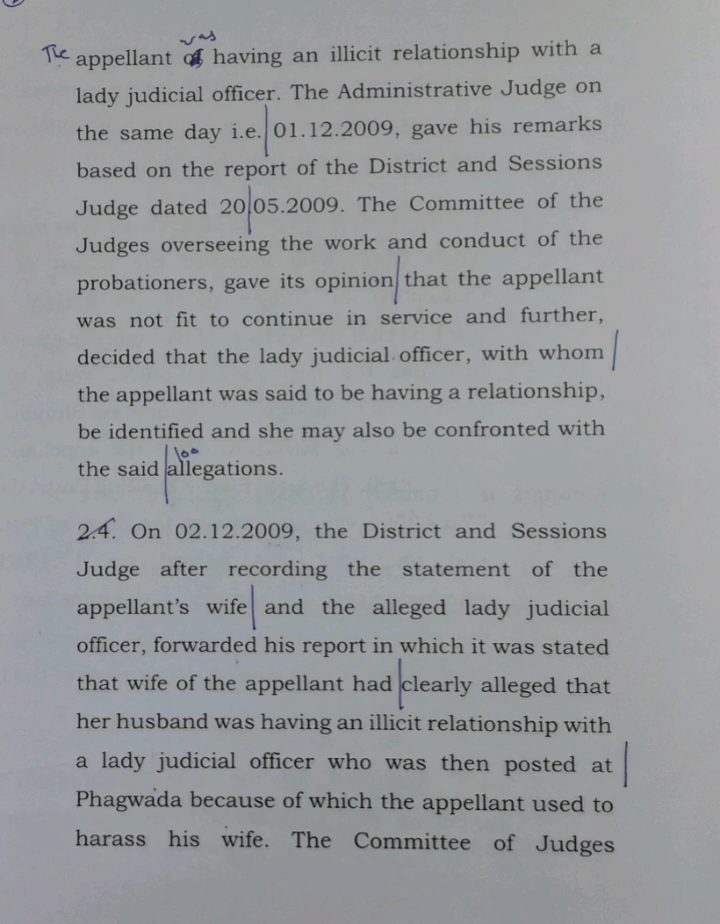 The appellant of was having an illicit relationship with a
lady judicial officer. The Administrative Judge on
the same day i.e. 01.12.2009, gave his remarks
based on the report of the District and Sessions
Judge dated 20.05.2009. The Committee of the
Judges overseeing the work and conduct of the
probationers, gave its opinion that the appellant
was not fit to continue in service and further,
decided that the lady judicial officer, with whom
the appellant was said to be having a relationship,
be identified and she may also be confronted with
100
the said allegations.
2.4. On 02.12.2009, the District and Sessions
Judge after recording the statement of the
appellant's wife and the alleged lady judicial
officer, forwarded his report in which it was stated
that wife of the appellant had clearly alleged that
her husband was having an illicit relationship with
a lady judicial officer who was then posted at
Phagwada because of which the appellant used to
harass his wife. The Committee of Judges